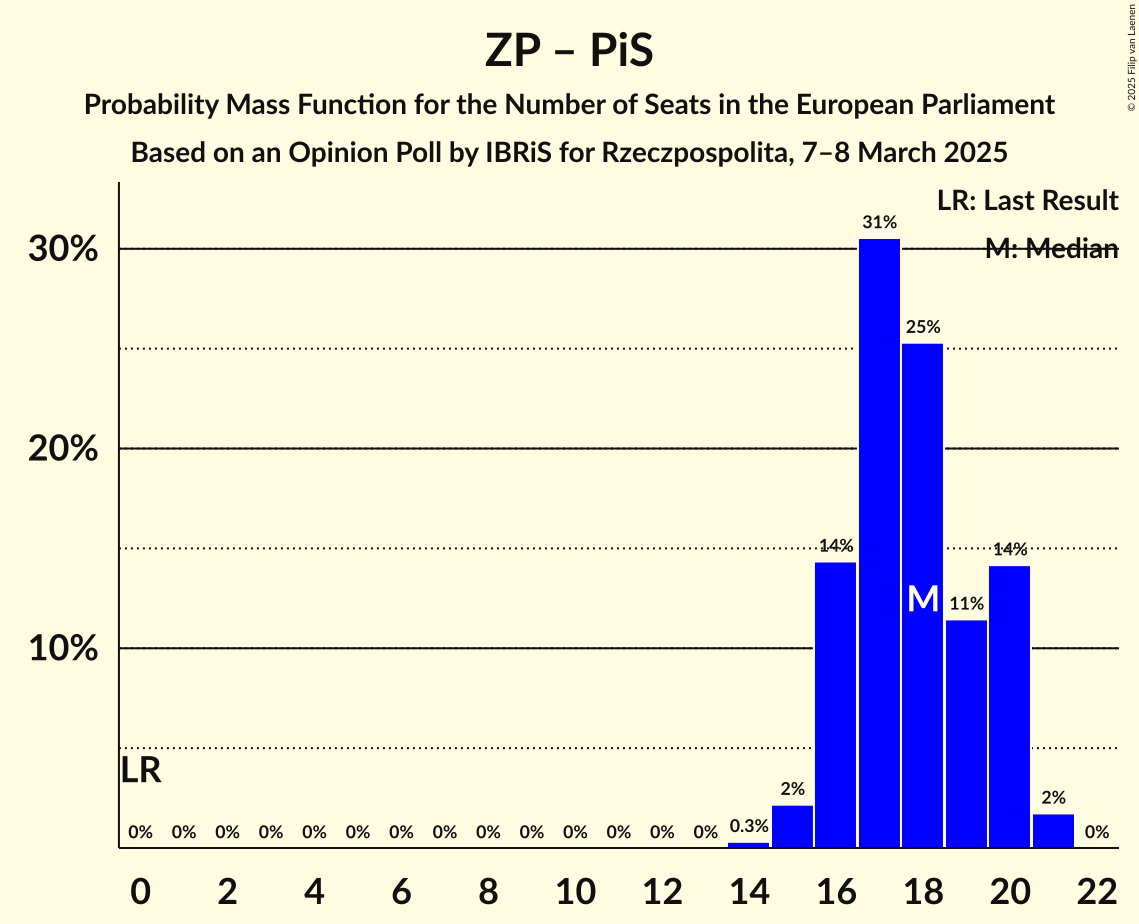 ZP – PiS
Probability Mass Function for the Number of Seats in the European Parliament
Based on an Opinion Poll by IBRiS for Rzeczpospolita, 7–8 March 2025
© 2025 Filip van Laenen
LR: Last Result
M: Median
30%
20%
10%
31%
25%
14%
14%
M
11%
LR
2%
2%
0% 0% 0% 0% 0% 0% 0% 0% 0% 0% 0% 0% 0% 0% 0.3% 0%
0 2 4 6 8 10 12 14 16 18 20 22